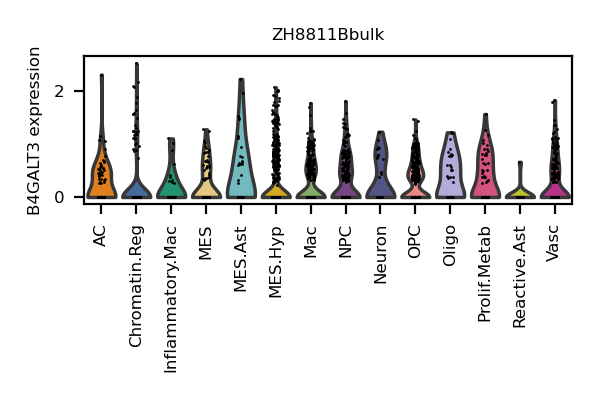 ZH8811Bbulk
B4GALT3 expression
2
0
AC
Chromatin.Reg
Inflammatory.Mac
MES
MES.Ast
MES.Hyp
Mac
NPC
Neuron
OPC
Oligo
Prolif.Metab
Reactive.Ast
Vasc